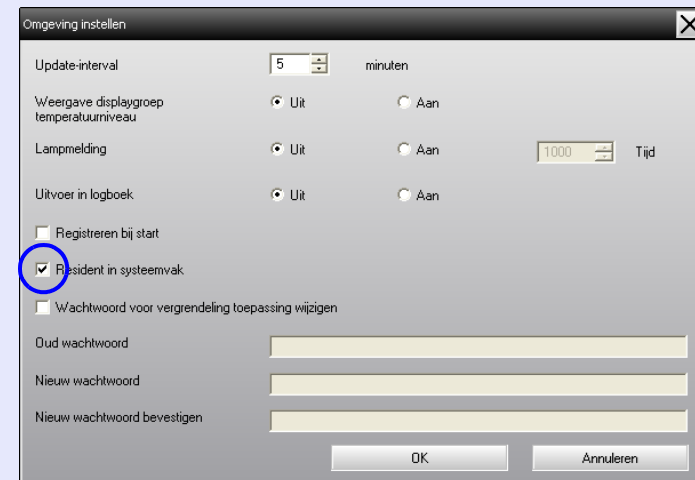 Omgeving instellen
Update-interval 5 minuten
Weergave displaygroep
temperatuurniveau
Uit Aan
Lampmelding Uit Aan 1000 Tijd
Uitvoer in logboek Uit Aan
Registreren bij start
Resident in systeemvak
Wachtwoord voor vergrendeling toepassing wijzigen
Oud wachtwoord
Nieuw wachtwoord
Nieuw wachtwoord bevestigen
OK Annuleren